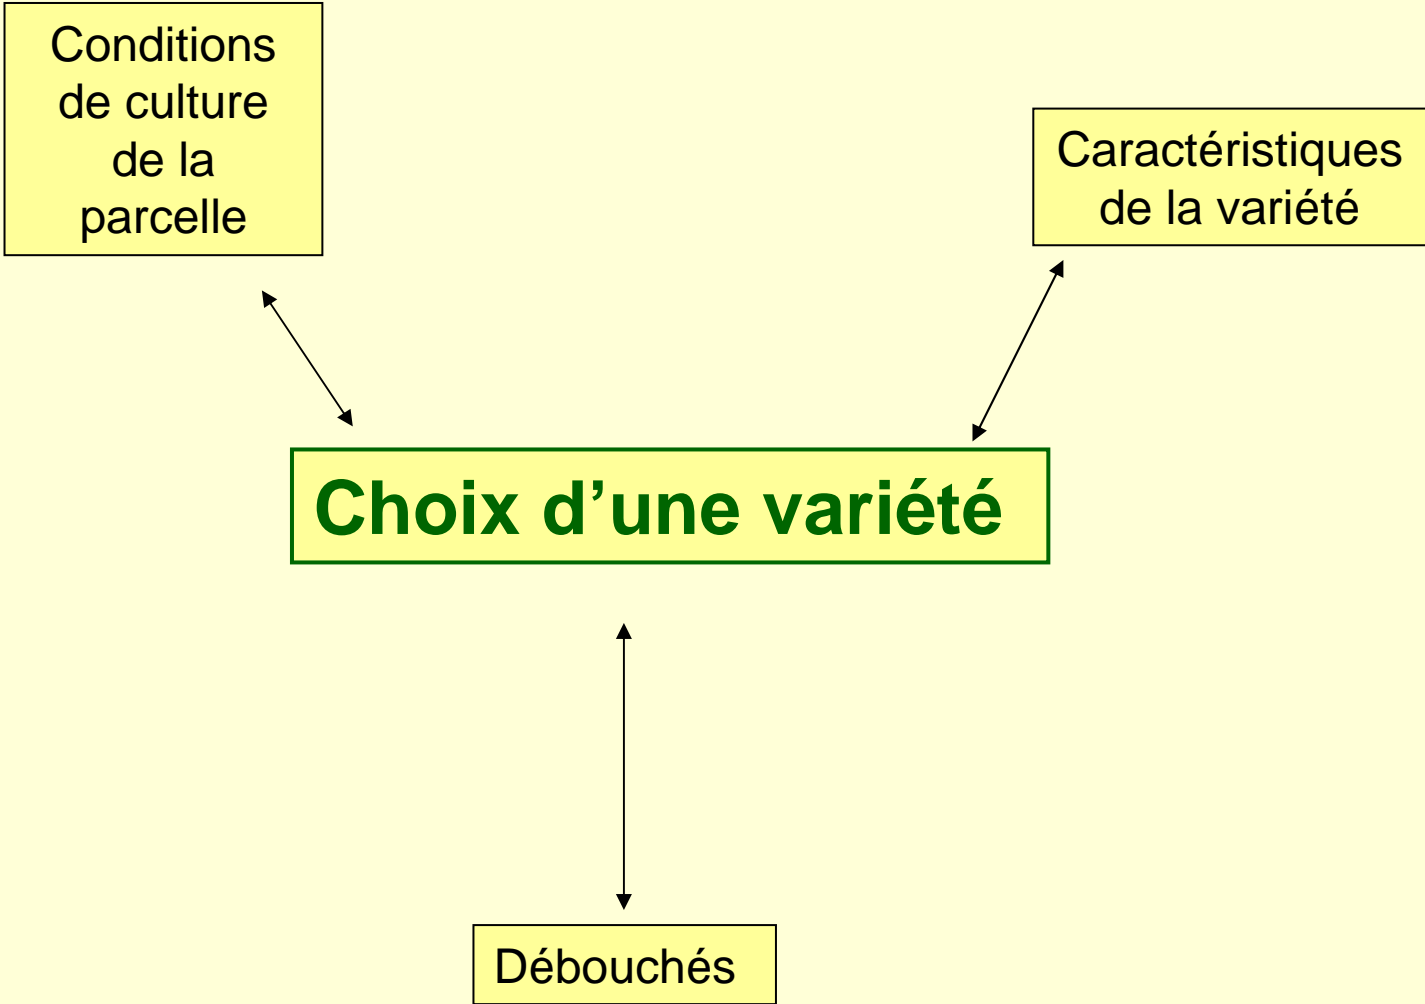 Conditions
de culture
de la
parcelle
Caractéristiques
de la variété
Choix d’une variété
Débouchés